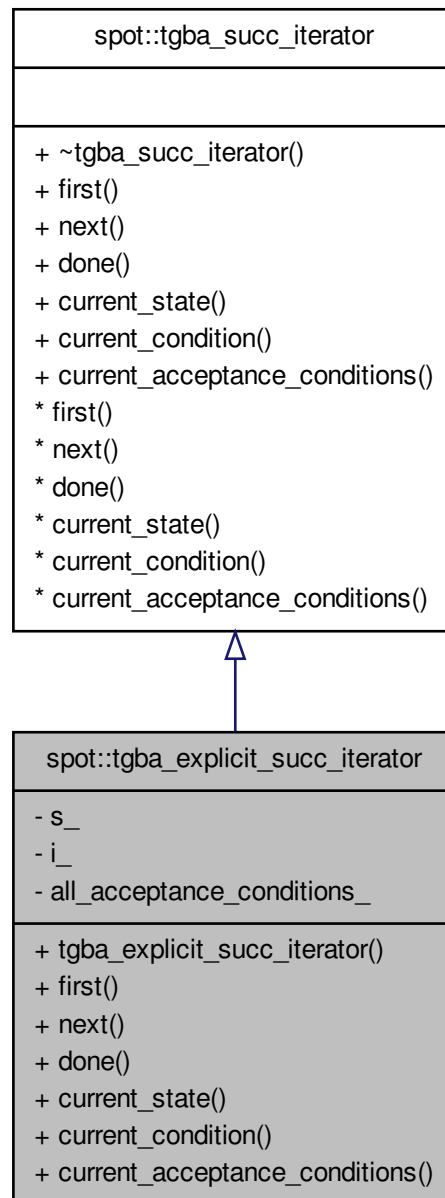 spot::tgba_succ_iterator
+ ~tgba_succ_iterator()
+ first()
+ next()
+ done()
+ current_state()
+ current_condition()
+ current_acceptance_conditions()
* first()
* next()
* done()
* current_state()
* current_condition()
* current_acceptance_conditions()
spot::tgba_explicit_succ_iterator
- s_
- i_
- all_acceptance_conditions_
+ tgba_explicit_succ_iterator()
+ first()
+ next()
+ done()
+ current_state()
+ current_condition()
+ current_acceptance_conditions()